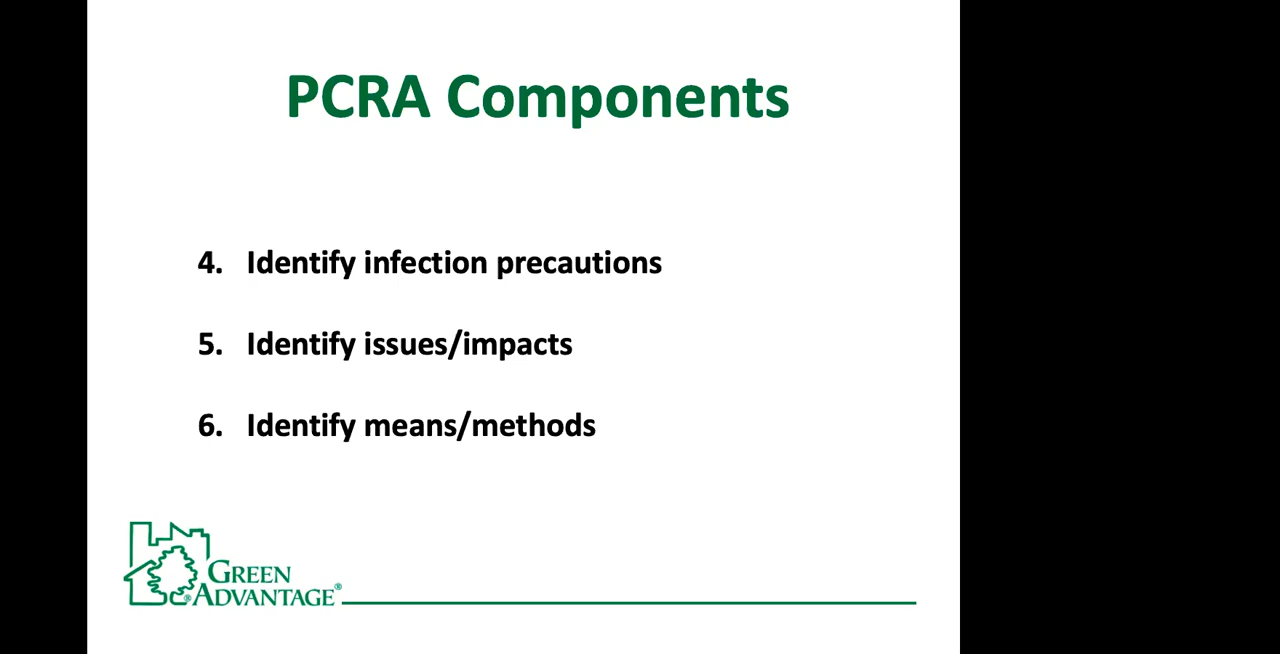 PCRA Components
4. Identify infection precautions
5. Identify issues/impacts
6. Identify means/methods
GREEN
®ADVANTAGE®